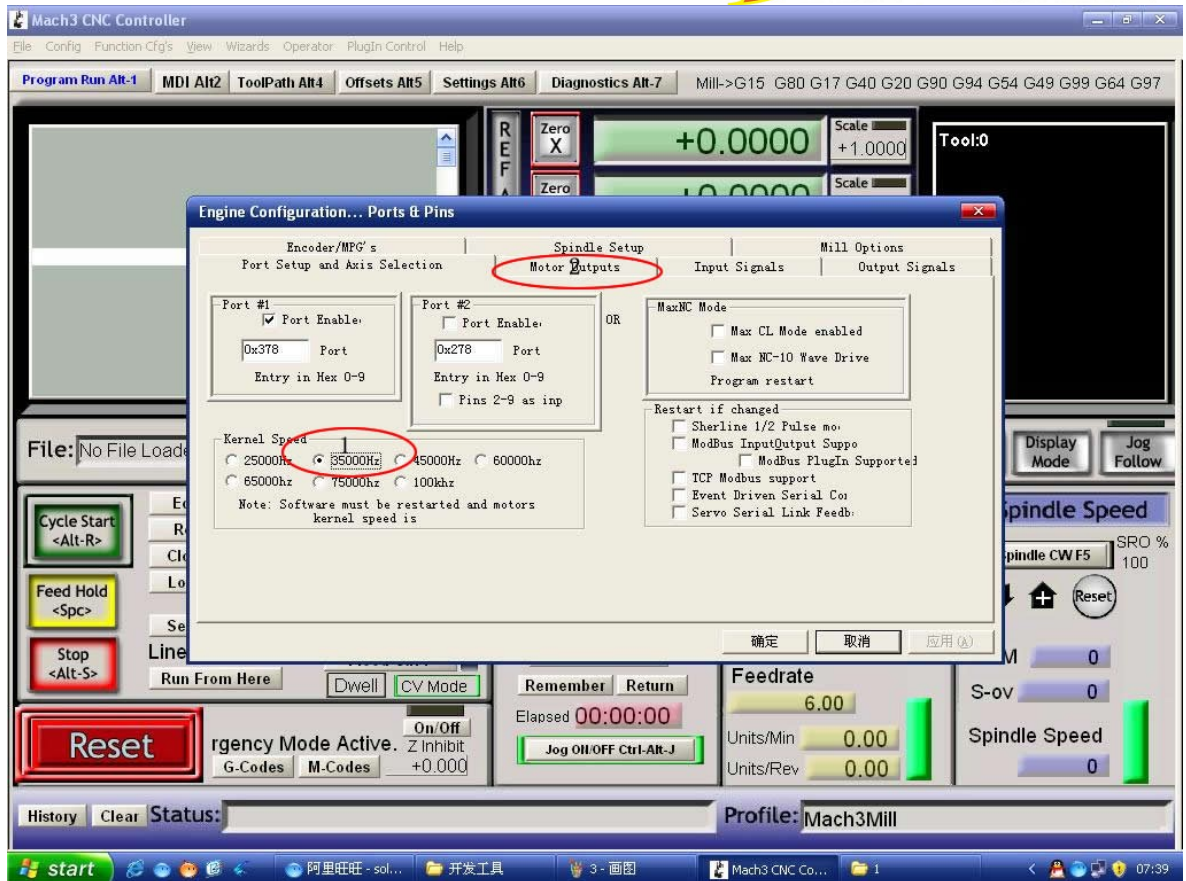 Mach3 CNC Controller
File Config Function Cfg's View Wizards Operator PlugIn Control Help
Program Run Alt-1 MDI Alt2 ToolPath Alt4 Offsets Alt5 Settings Alt6 Diagnostics Alt-7 Mill->G15 G80 G17 G40 G20 G90 G94 G54 G49 G99 G64 G97
REF
Zero X +0.0000 Scale +1.0000
Tool:0
Zero Scale
Engine Configuration... Ports & Pins
Encoder/MPG's Spindle Setup Mill Options
Port Setup and Axis Selection Motor Outputs Input Signals Output Signals
2
Port #1
Port Enable
0x378 Port
Entry in Hex 0-9
Port #2
Port Enable
0x278 Port
Entry in Hex 0-9
Pins 2-9 as inp
OR
MaxNC Mode
Max CL Mode enabled
Max NC-10 Wave Drive
Program restart
Restart if changed
Sherline 1/2 Pulse mo
ModBus InputOutput Suppo
ModBus PlugIn Supported
TCP Modbus support
Event Driven Serial Co
Servo Serial Link Feedb
Kernel Speed
1
25000Hz 35000Hz 45000Hz 60000hz
65000hz 75000hz 100khz
Note: Software must be restarted and motors
kernel speed is
确定 取消 应用(A)
File: No File Loade
Display Mode Jog Follow
Cycle Start
<Alt-R>
Feed Hold
<Spc>
Stop
<Alt-S>
Line
Run From Here
Dwell CV Mode
Remember Return
Elapsed 00:00:00
Jog ON/OFF Ctrl-Alt-J
Feedrate
6.00
Units/Min 0.00
Units/Rev 0.00
pindle Speed
pindle CW F5
SRO %
100
Reset
M 0
S-ov 0
Spindle Speed
0
Reset
rgency Mode Active.
On/Off
Z Inhibit
+0.000
G-Codes M-Codes
History Clear Status:
Profile: Mach3Mill
start 阿里旺旺 - sol... 开发工具 3 - 画图 Mach3 CNC Co... 1 07:39